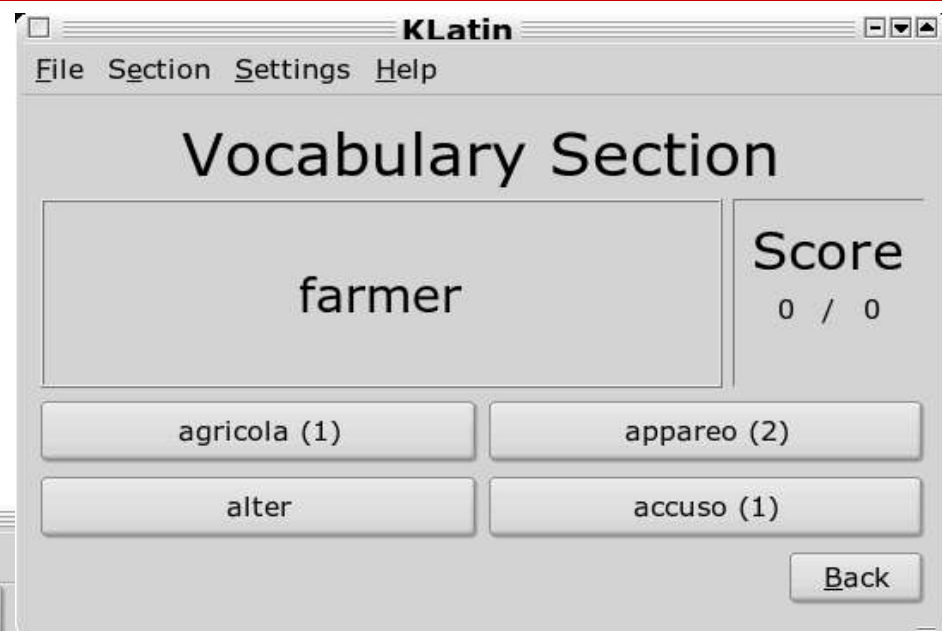 KLatin
File Section Settings Help
Vocabulary Section
farmer
Score
0 / 0
agricola (1)
appareo (2)
alter
accuso (1)
Back